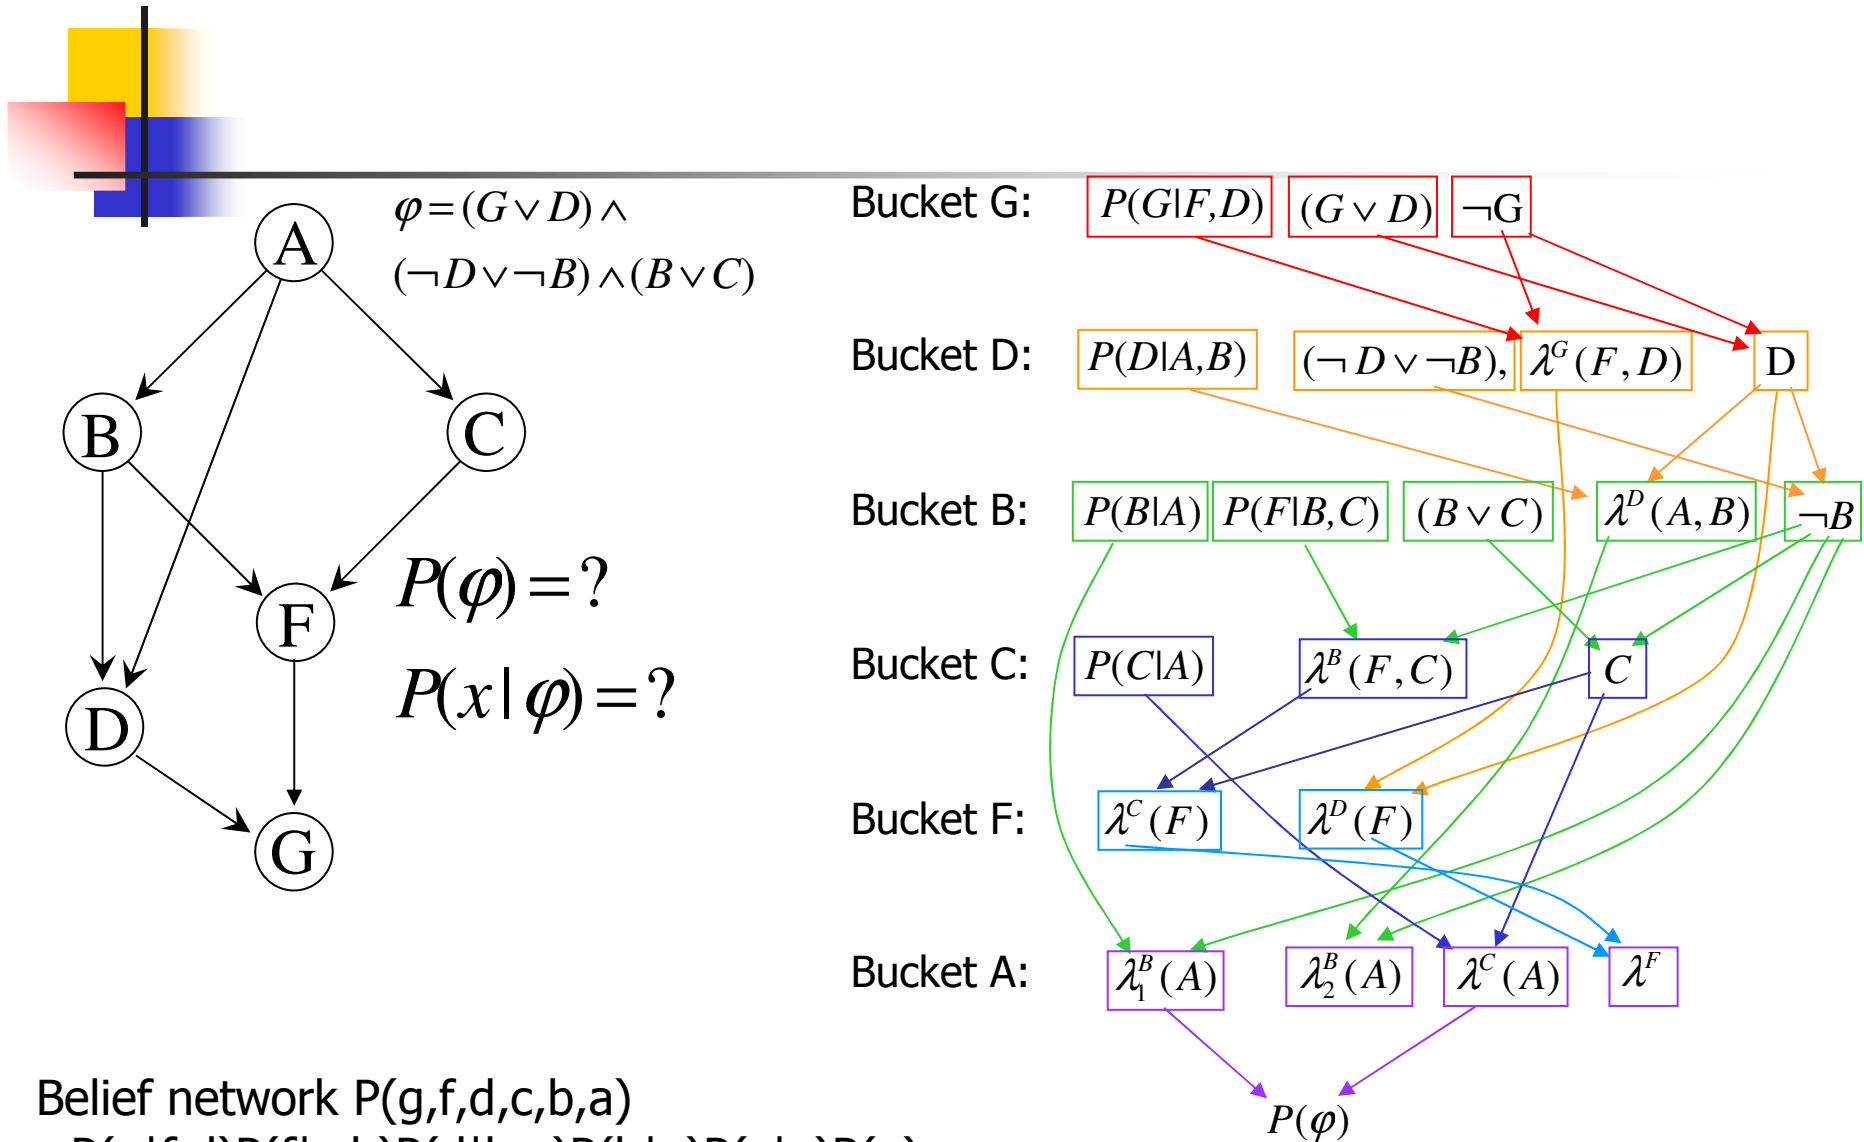 φ = (G ∨ D) ∧
(¬D ∨ ¬B) ∧ (B ∨ C)
A
B
C
F
D
G
P(φ) = ?
P(x | φ) = ?
Bucket G: P(G|F,D) (G ∨ D) ¬G
Bucket D: P(D|A,B) (¬D ∨ ¬B), λ^G(F,D) D
Bucket B: P(B|A) P(F|B,C) (B ∨ C) λ^D(A,B) ¬B
Bucket C: P(C|A) λ^B(F,C) C
Bucket F: λ^C(F) λ^D(F)
Bucket A: λ_1^B(A) λ_2^B(A) λ^C(A) λ^F
P(φ)
Belief network P(g,f,d,c,b,a)